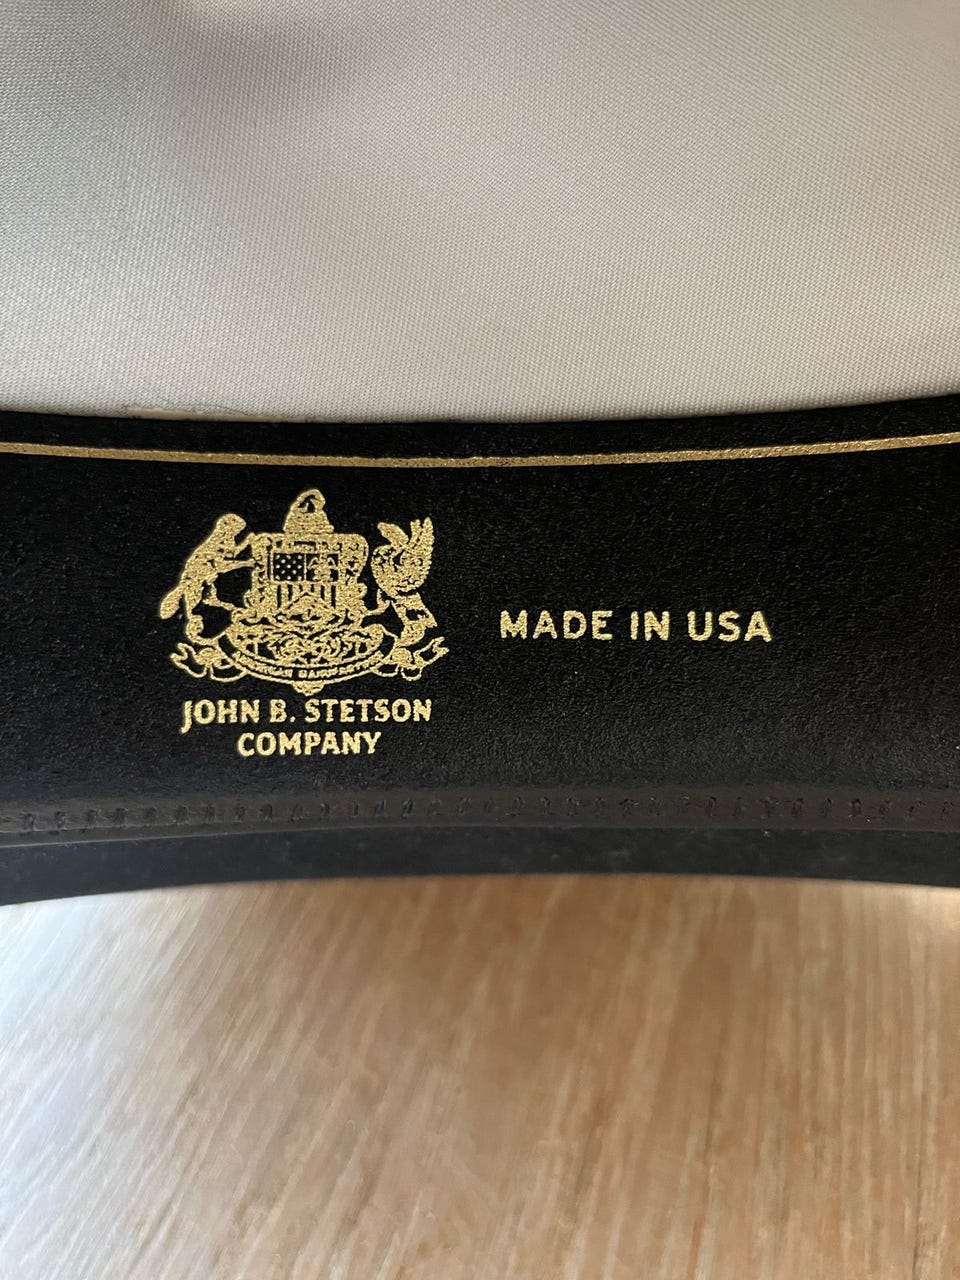 JOHN B. STETSON
COMPANY
MADE IN USA